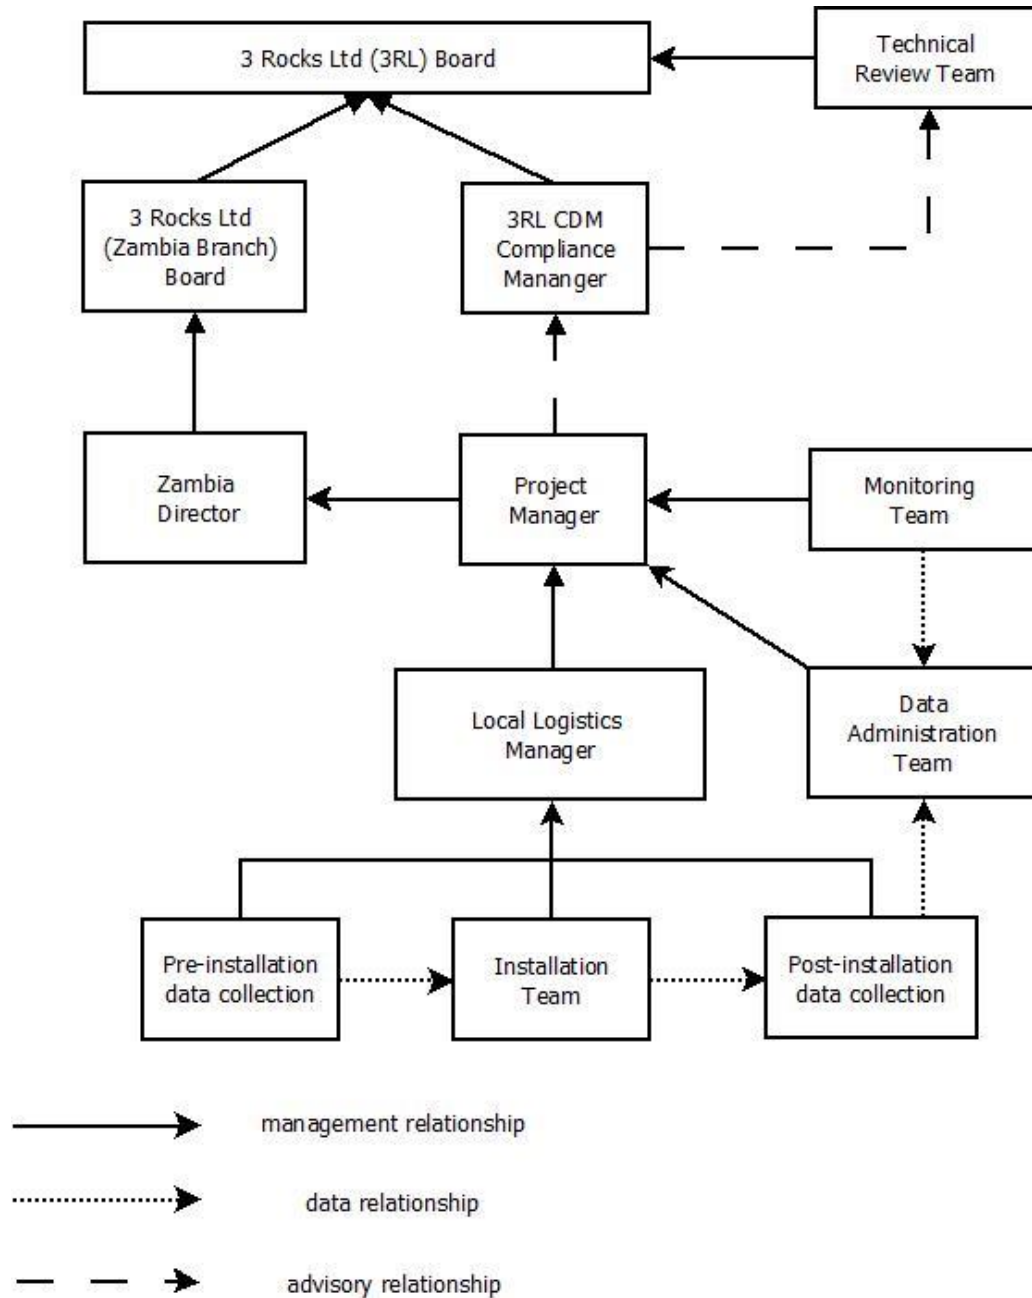 3 Rocks Ltd (3RL) Board
Technical
Review Team
3 Rocks Ltd
(Zambia Branch)
Board
3RL CDM
Compliance
Mananger
Zambia
Director
Project
Manager
Monitoring
Team
Local Logistics
Manager
Data
Administration
Team
Pre-installation
data collection
Installation
Team
Post-installation
data collection
management relationship
data relationship
advisory relationship